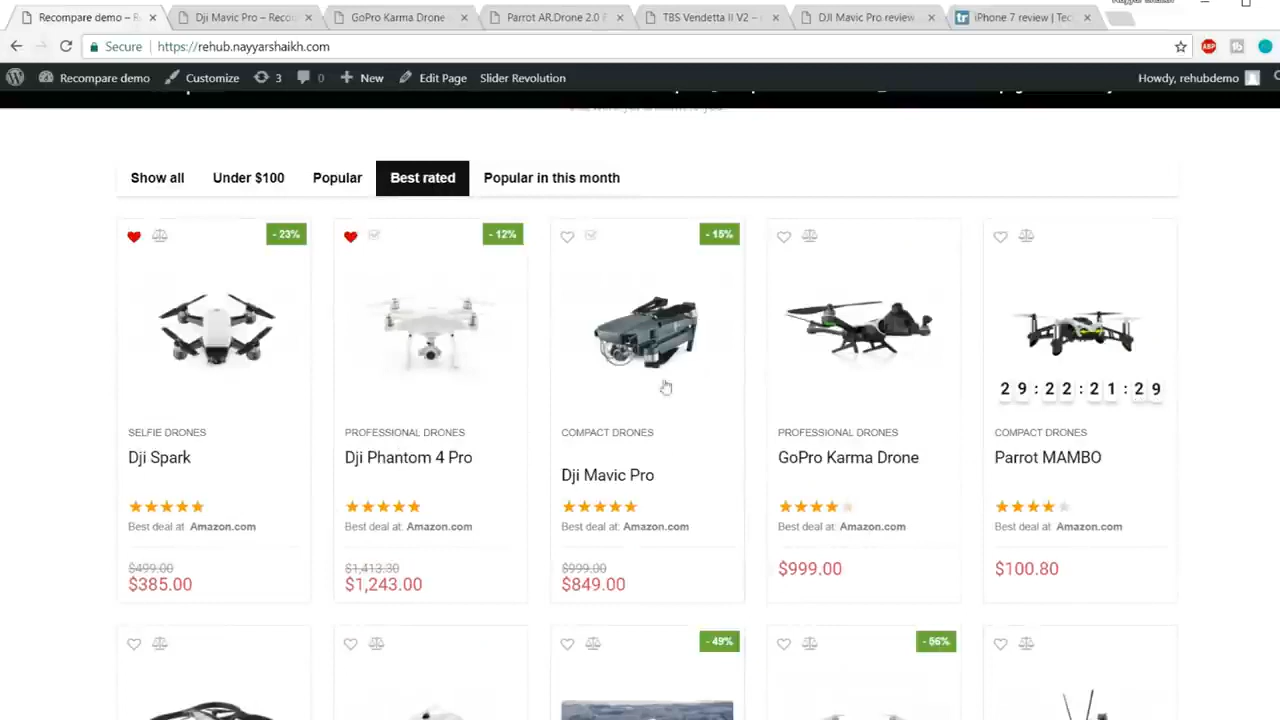 Recompare demo – R
Dji Mavic Pro – Recor
GoPro Karma Drone
Parrot AR.Drone 2.0 E
TBS Vendetta II V2 –
DJI Mavic Pro review
tr iPhone 7 review | Tec
Secure
https://rehub.nayyarshaikh.com
ABP
Recompare demo
Customize
3
0
New
Edit Page
Slider Revolution
Howdy, rehubdemo
Show all
Under $100
Popular
Best rated
Popular in this month
- 23%
- 12%
- 15%
29:22:21:29
SELFIE DRONES
PROFESSIONAL DRONES
COMPACT DRONES
PROFESSIONAL DRONES
COMPACT DRONES
Dji Spark
Dji Phantom 4 Pro
Dji Mavic Pro
GoPro Karma Drone
Parrot MAMBO
Best deal at: Amazon.com
Best deal at: Amazon.com
Best deal at: Amazon.com
Best deal at: Amazon.com
Best deal at: Amazon.com
$499.00
$385.00
$1,413.30
$1,243.00
$999.00
$849.00
$999.00
$100.80
- 49%
- 56%